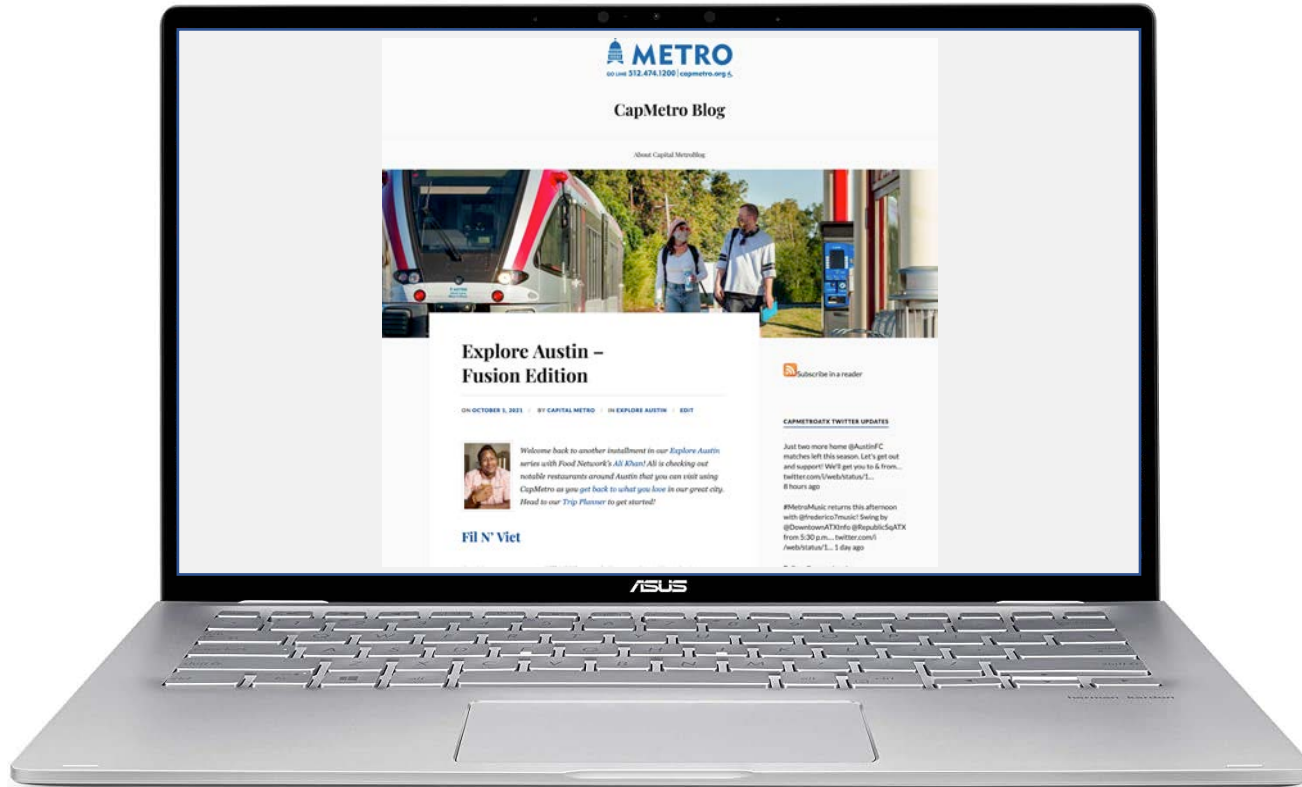 METRO
GO LINE 512.474.1200 | capmetro.org
CapMetro Blog
About Capital MetroBlog
METRO
Explore Austin –
Fusion Edition
ON OCTOBER 1, 2021 / BY CAPITAL METRO / IN EXPLORE AUSTIN / EDIT
Welcome back to another installment in our Explore Austin
series with Food Network's Ali Khan! Ali is checking out
notable restaurants around Austin that you can visit using
CapMetro as you get back to what you love in our great city.
Head to our Trip Planner to get started!
Fil N' Viet
Subscribe in a reader
CAPMETROATX TWITTER UPDATES
Just two more home @AustinFC
matches left this season. Let's get out
and support! We'll get you to & from…
twitter.com/i/web/status/1…
8 hours ago
#MetroMusic returns this afternoon
with @frederico7music! Swing by
@DowntownATXInfo @RepublicSqATX
from 5:30 p.m.… twitter.com/i
/web/status/1… 1 day ago
ASUS
Q W E R T Y U I O P
A S D F G H J K L
Z X C V B N M
harman kardon